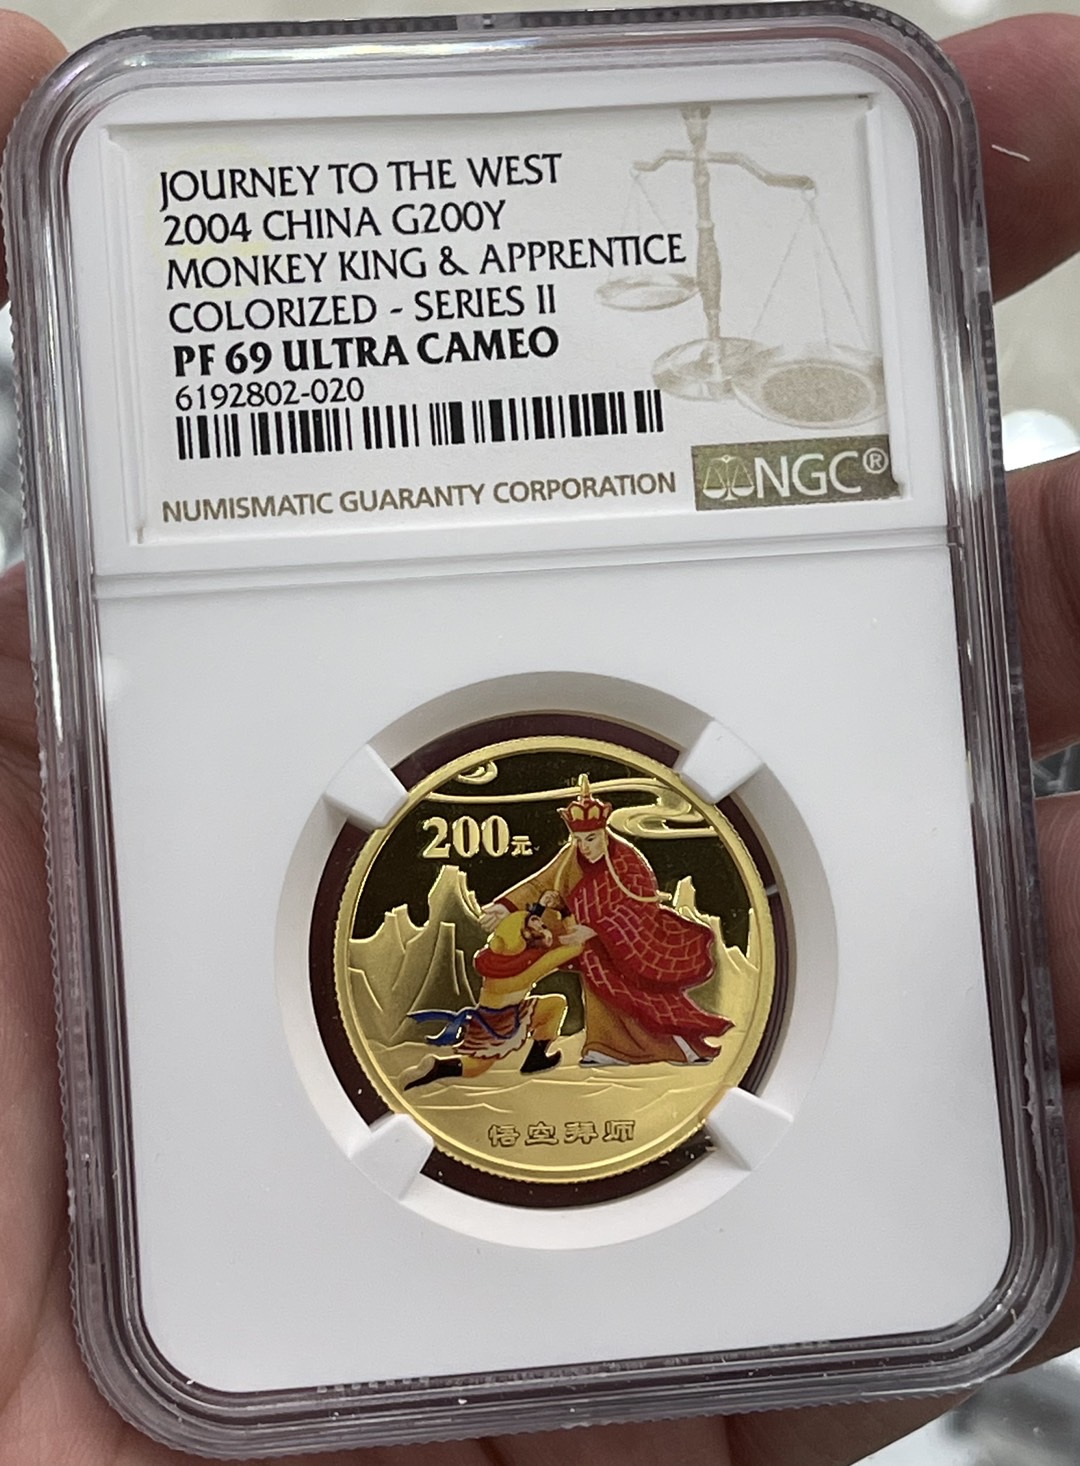 JOURNEY TO THE WEST
2004 CHINA G200Y
MONKEY KING & APPRENTICE
COLORIZED - SERIES II
PF 69 ULTRA CAMEO
6192802-020
NUMISMATIC GUARANTY CORPORATION
NGC®
200元
悟空拜师